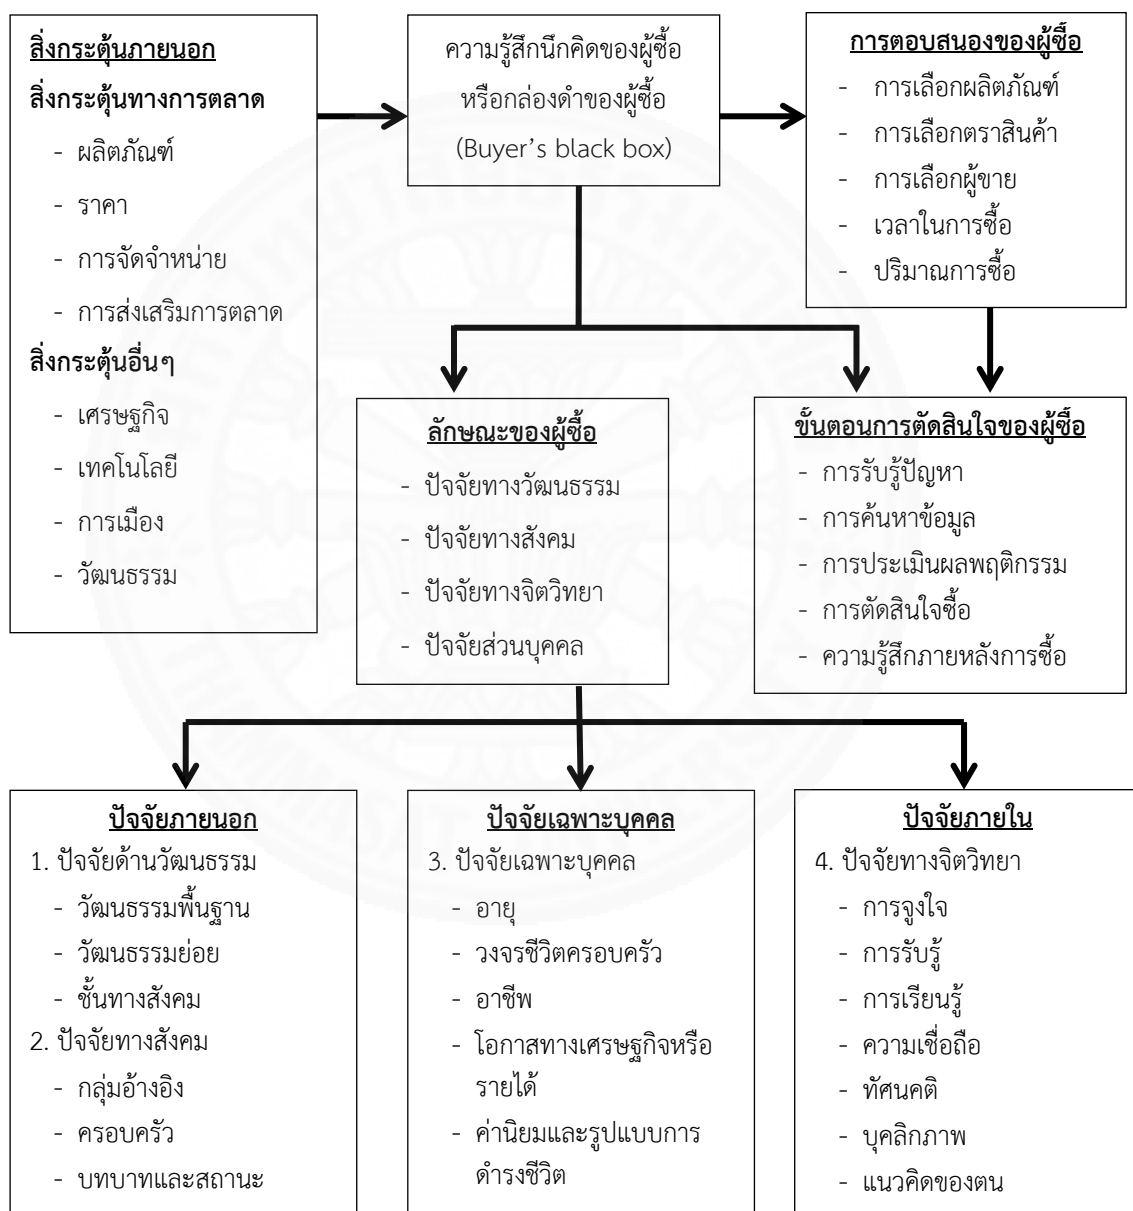 สิ่งกระตุ้นภายนอก
สิ่งกระตุ้นทางการตลาด
- ผลิตภัณฑ์
- ราคา
- การจัดจำหน่าย
- การส่งเสริมการตลาด
สิ่งกระตุ้นอื่นๆ
- เศรษฐกิจ
- เทคโนโลยี
- การเมือง
- วัฒนธรรม
ความรู้สึกนึกคิดของผู้ซื้อ
หรือกล่องดำของผู้ซื้อ
(Buyer’s black box)
การตอบสนองของผู้ซื้อ
- การเลือกผลิตภัณฑ์
- การเลือกตราสินค้า
- การเลือกผู้ขาย
- เวลาในการซื้อ
- ปริมาณการซื้อ
ลักษณะของผู้ซื้อ
- ปัจจัยทางวัฒนธรรม
- ปัจจัยทางสังคม
- ปัจจัยทางจิตวิทยา
- ปัจจัยส่วนบุคคล
ขั้นตอนการตัดสินใจของผู้ซื้อ
- การรับรู้ปัญหา
- การค้นหาข้อมูล
- การประเมินผลพฤติกรรม
- การตัดสินใจซื้อ
- ความรู้สึกภายหลังการซื้อ
ปัจจัยภายนอก
1. ปัจจัยด้านวัฒนธรรม
- วัฒนธรรมพื้นฐาน
- วัฒนธรรมย่อย
- ชั้นทางสังคม
2. ปัจจัยทางสังคม
- กลุ่มอ้างอิง
- ครอบครัว
- บทบาทและสถานะ
ปัจจัยเฉพาะบุคคล
3. ปัจจัยเฉพาะบุคคล
- อายุ
- วงจรชีวิตครอบครัว
- อาชีพ
- โอกาสทางเศรษฐกิจหรือ
รายได้
- ค่านิยมและรูปแบบการ
ดำรงชีวิต
ปัจจัยภายใน
4. ปัจจัยทางจิตวิทยา
- การจูงใจ
- การรับรู้
- การเรียนรู้
- ความเชื่อถือ
- ทัศนคติ
- บุคลิกภาพ
- แนวคิดของตน